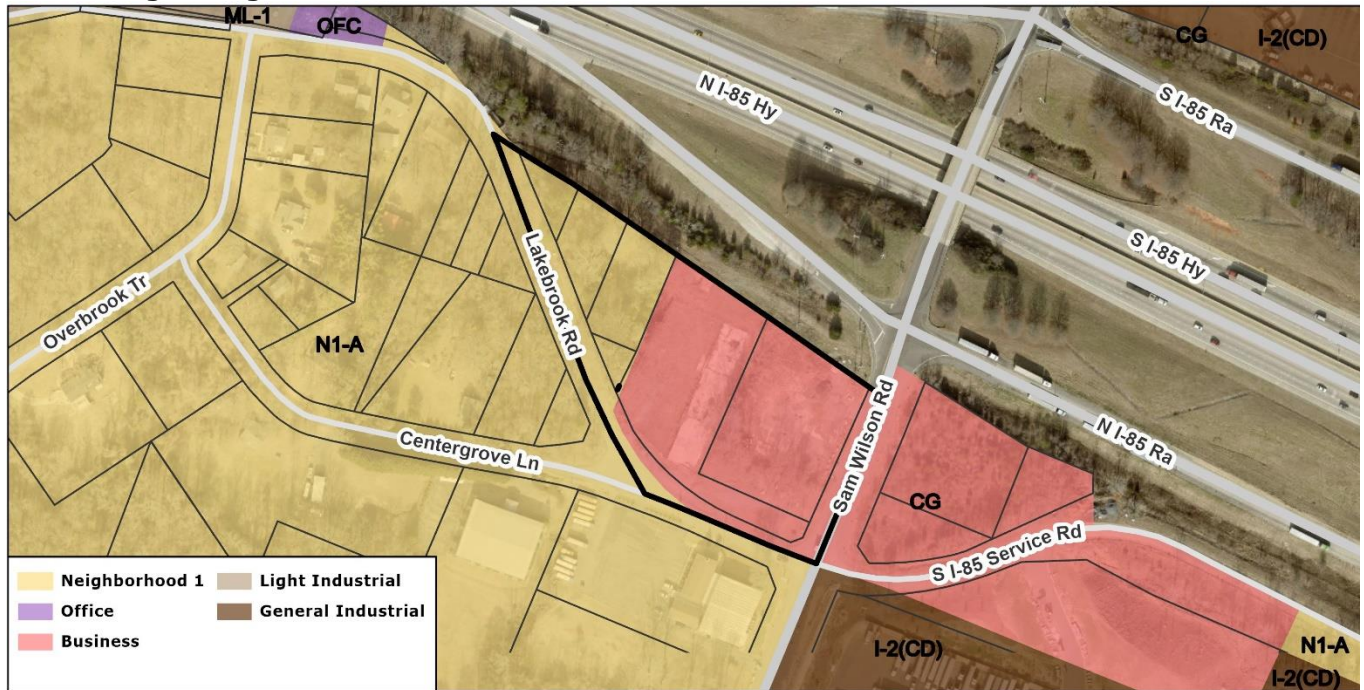 ML-1
OFC
CG
I-2(CD)
N I-85 Hy
S I-85 Ra
S I-85 Hy
Lakebrook Rd
Overbrook Tr
N1-A
Centergrove Ln
Sam Wilson Rd
N I-85 Ra
CG
S I-85 Service Rd
I-2(CD)
N1-A
I-2(CD)
Neighborhood 1
Light Industrial
Office
General Industrial
Business